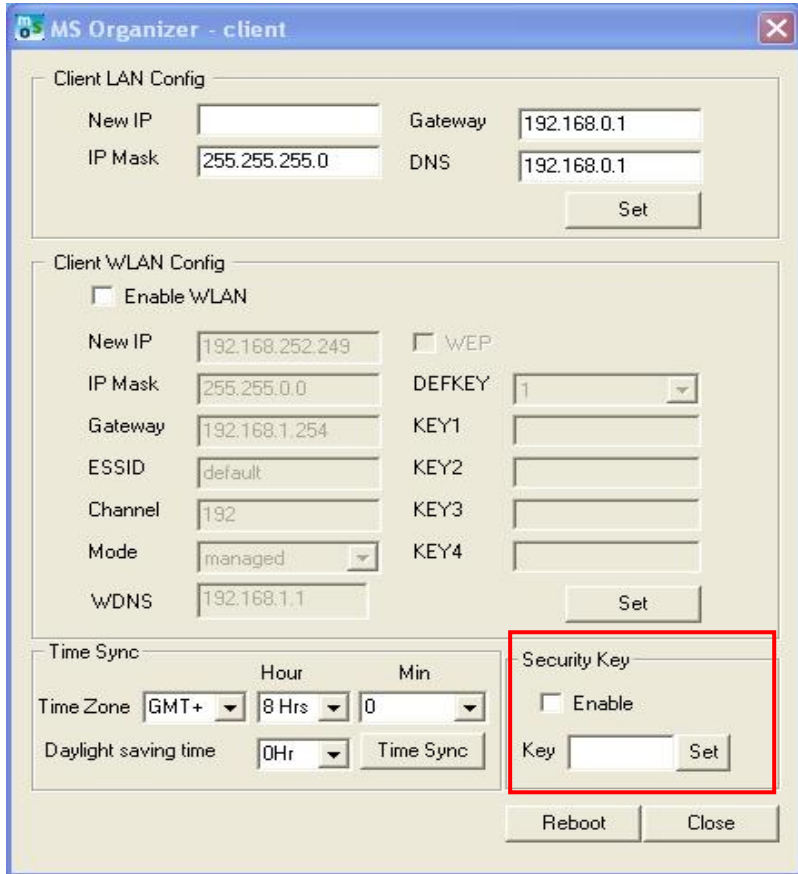 MS Organizer - client
Client LAN Config
New IP Gateway 192.168.0.1
IP Mask 255.255.255.0 DNS 192.168.0.1
Set
Client WLAN Config
Enable WLAN
New IP 192.168.252.249 WEP
IP Mask 255.255.0.0 DEFKEY 1
Gateway 192.168.1.254 KEY1
ESSID default KEY2
Channel 192 KEY3
Mode managed KEY4
WDNS 192.168.1.1 Set
Time Sync
Hour Min
Time Zone GMT+ 8 Hrs 0
Daylight saving time 0Hr Time Sync
Security Key
Enable
Key Set
Reboot Close